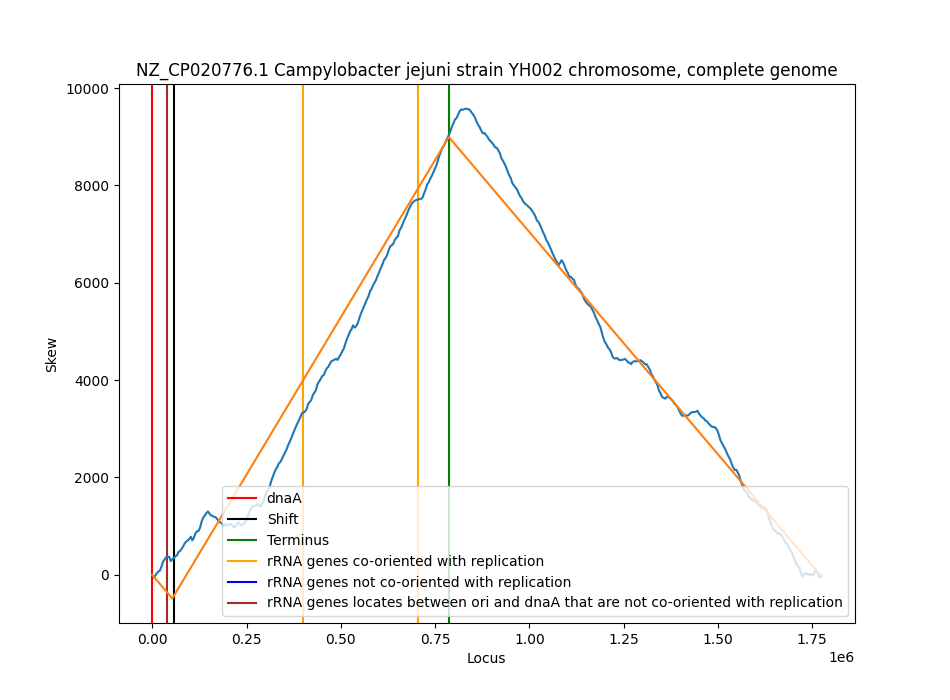 NZ_CP020776.1 Campylobacter jejuni strain YH002 chromosome, complete genome
10000
8000
6000
4000
2000
0
Skew
dnaA
Shift
Terminus
rRNA genes co-oriented with replication
rRNA genes not co-oriented with replication
rRNA genes locates between ori and dnaA that are not co-oriented with replication
0.00 0.25 0.50 0.75 1.00 1.25 1.50 1.75
Locus
1e6